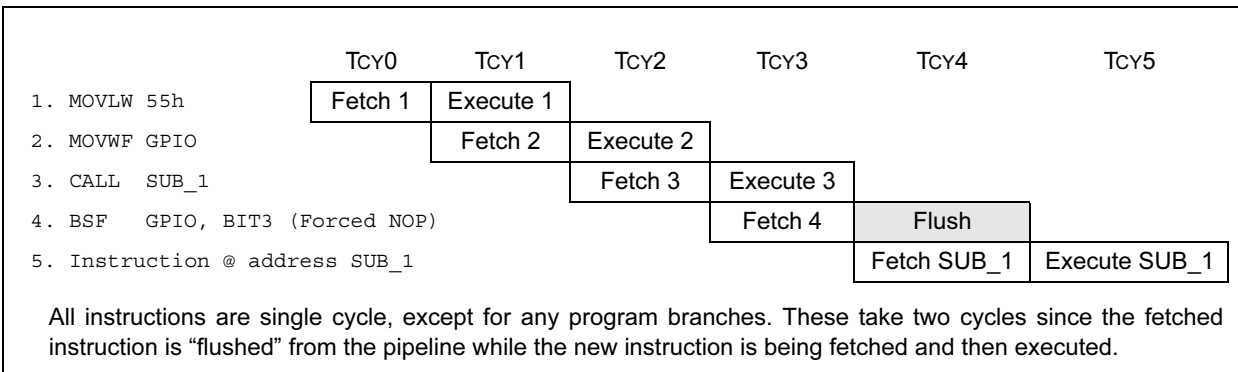 TCY0 TCY1 TCY2 TCY3 TCY4 TCY5
1. MOVLW 55h Fetch 1 Execute 1
2. MOVWF GPIO Fetch 2 Execute 2
3. CALL SUB_1 Fetch 3 Execute 3
4. BSF GPIO, BIT3 (Forced NOP) Fetch 4 Flush
5. Instruction @ address SUB_1 Fetch SUB_1 Execute SUB_1
All instructions are single cycle, except for any program branches. These take two cycles since the fetched
instruction is “flushed” from the pipeline while the new instruction is being fetched and then executed.